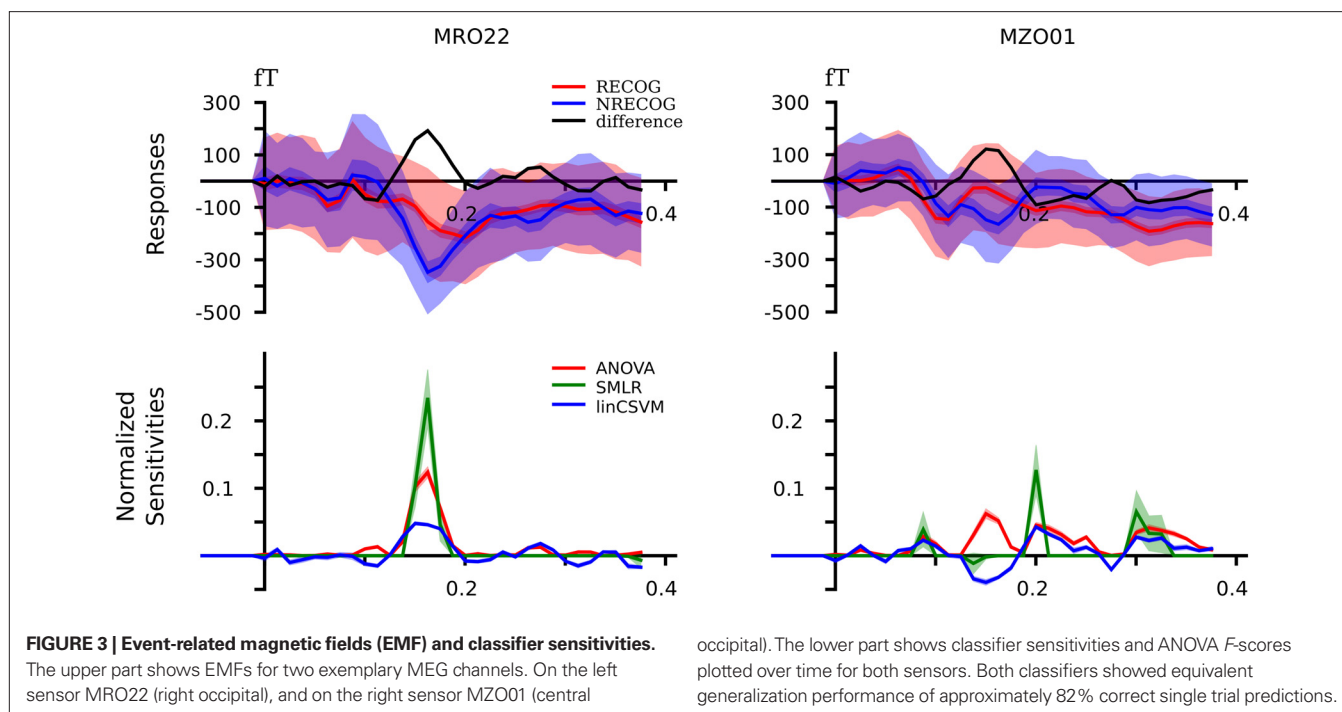 MRO22
MZO01
fT
fT
RECOG
NRECOG
difference
300
100
-100
-300
-500
Responses
0.2
0.4
300
100
-100
-300
-500
0.2
0.4
ANOVA
SMLR
linCSVM
0.2
0.1
Normalized
Sensitivities
0.2
0.4
0.2
0.1
0.2
0.4
FIGURE 3 | Event-related magnetic fields (EMF) and classifier sensitivities.
The upper part shows EMFs for two exemplary MEG channels. On the left
sensor MRO22 (right occipital), and on the right sensor MZO01 (central
occipital). The lower part shows classifier sensitivities and ANOVA F-scores
plotted over time for both sensors. Both classifiers showed equivalent
generalization performance of approximately 82% correct single trial predictions.